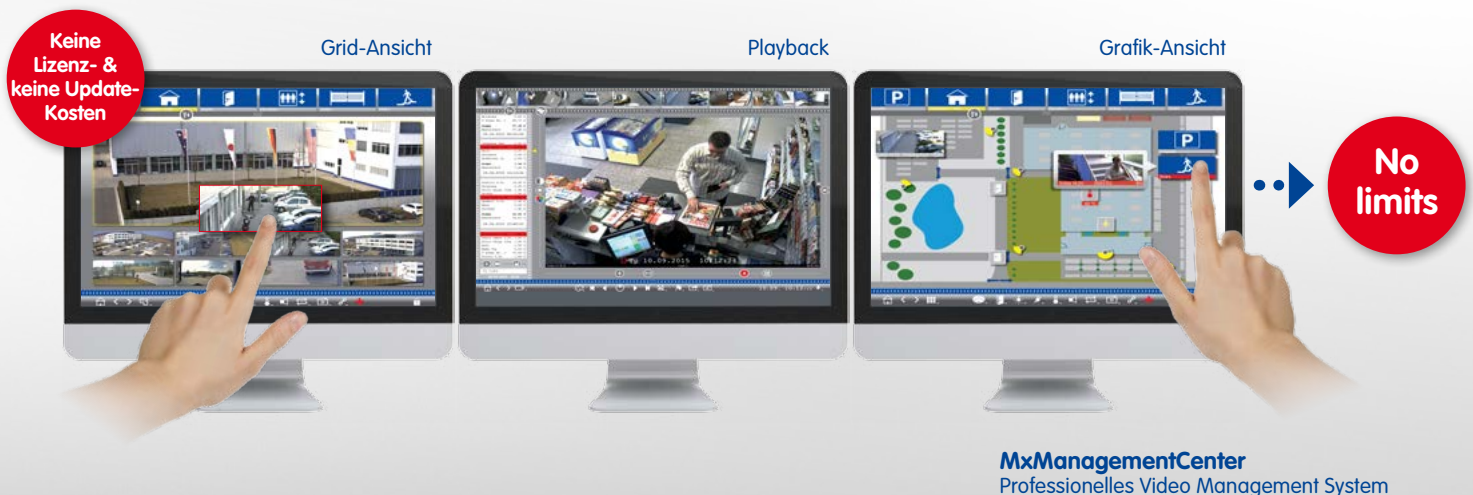 Keine
Lizenz- &
keine Update-
Kosten
Grid-Ansicht
Playback
Grafik-Ansicht
P
P
No
limits
MxManagementCenter
Professionelles Video Management System